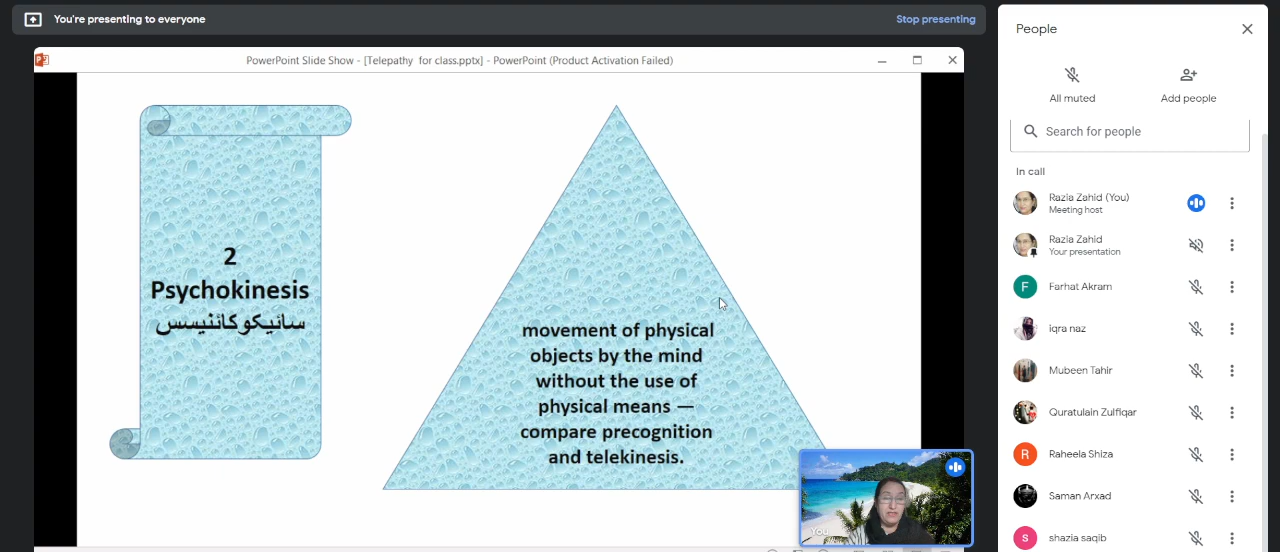 You're presenting to everyone
Stop presenting
PowerPoint Slide Show - [Telepathy for class.pptx] - PowerPoint (Product Activation Failed)
2
Psychokinesis
سائیکوکائنیسس
movement of physical
objects by the mind
without the use of
physical means —
compare precognition
and telekinesis.
You
People
All muted
Add people
Search for people
In call
Razia Zahid (You)
Meeting host
Razia Zahid
Your presentation
F
Farhat Akram
iqra naz
Mubeen Tahir
Quratulain Zulfiqar
R
Raheela Shiza
Saman Arxad
s
shazia saqib